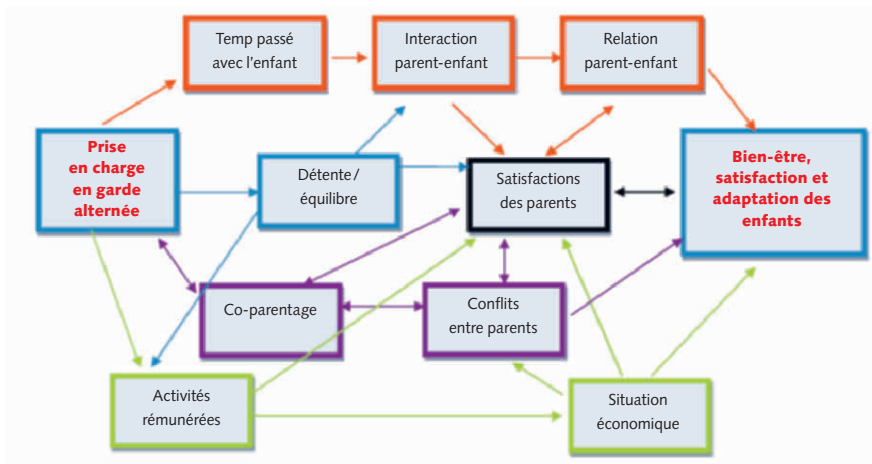 Temp passé
avec l'enfant
Interaction
parent-enfant
Relation
parent-enfant
Prise
en charge
en garde
alternée
Détente /
équilibre
Satisfactions
des parents
Bien-être,
satisfaction et
adaptation des
enfants
Co-parentage
Conflits
entre parents
Activités
rémunérées
Situation
économique